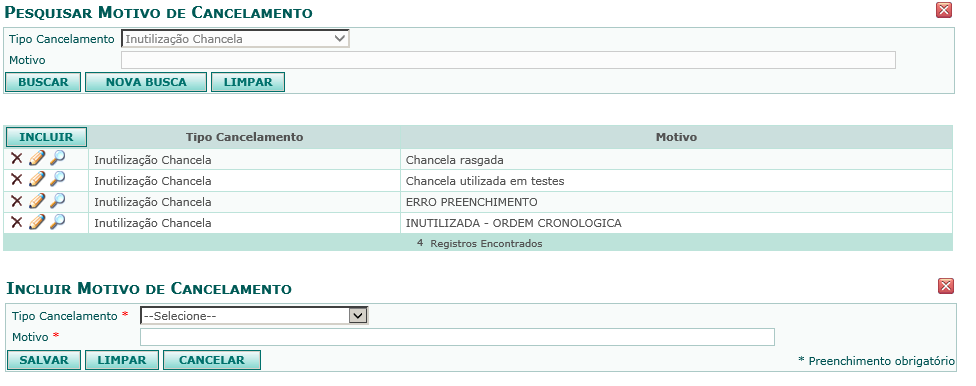 PESQUISAR MOTIVO DE CANCELAMENTO
Tipo Cancelamento Inutilização Chancela
Motivo
BUSCAR NOVA BUSCA LIMPAR
INCLUIR Tipo Cancelamento Motivo
Inutilização Chancela Chancela rasgada
Inutilização Chancela Chancela utilizada em testes
Inutilização Chancela ERRO PREENCHIMENTO
Inutilização Chancela INUTILIZADA - ORDEM CRONOLOGICA
4 Registros Encontrados
INCLUIR MOTIVO DE CANCELAMENTO
Tipo Cancelamento * --Selecione--
Motivo *
SALVAR LIMPAR CANCELAR * Preenchimento obrigatório